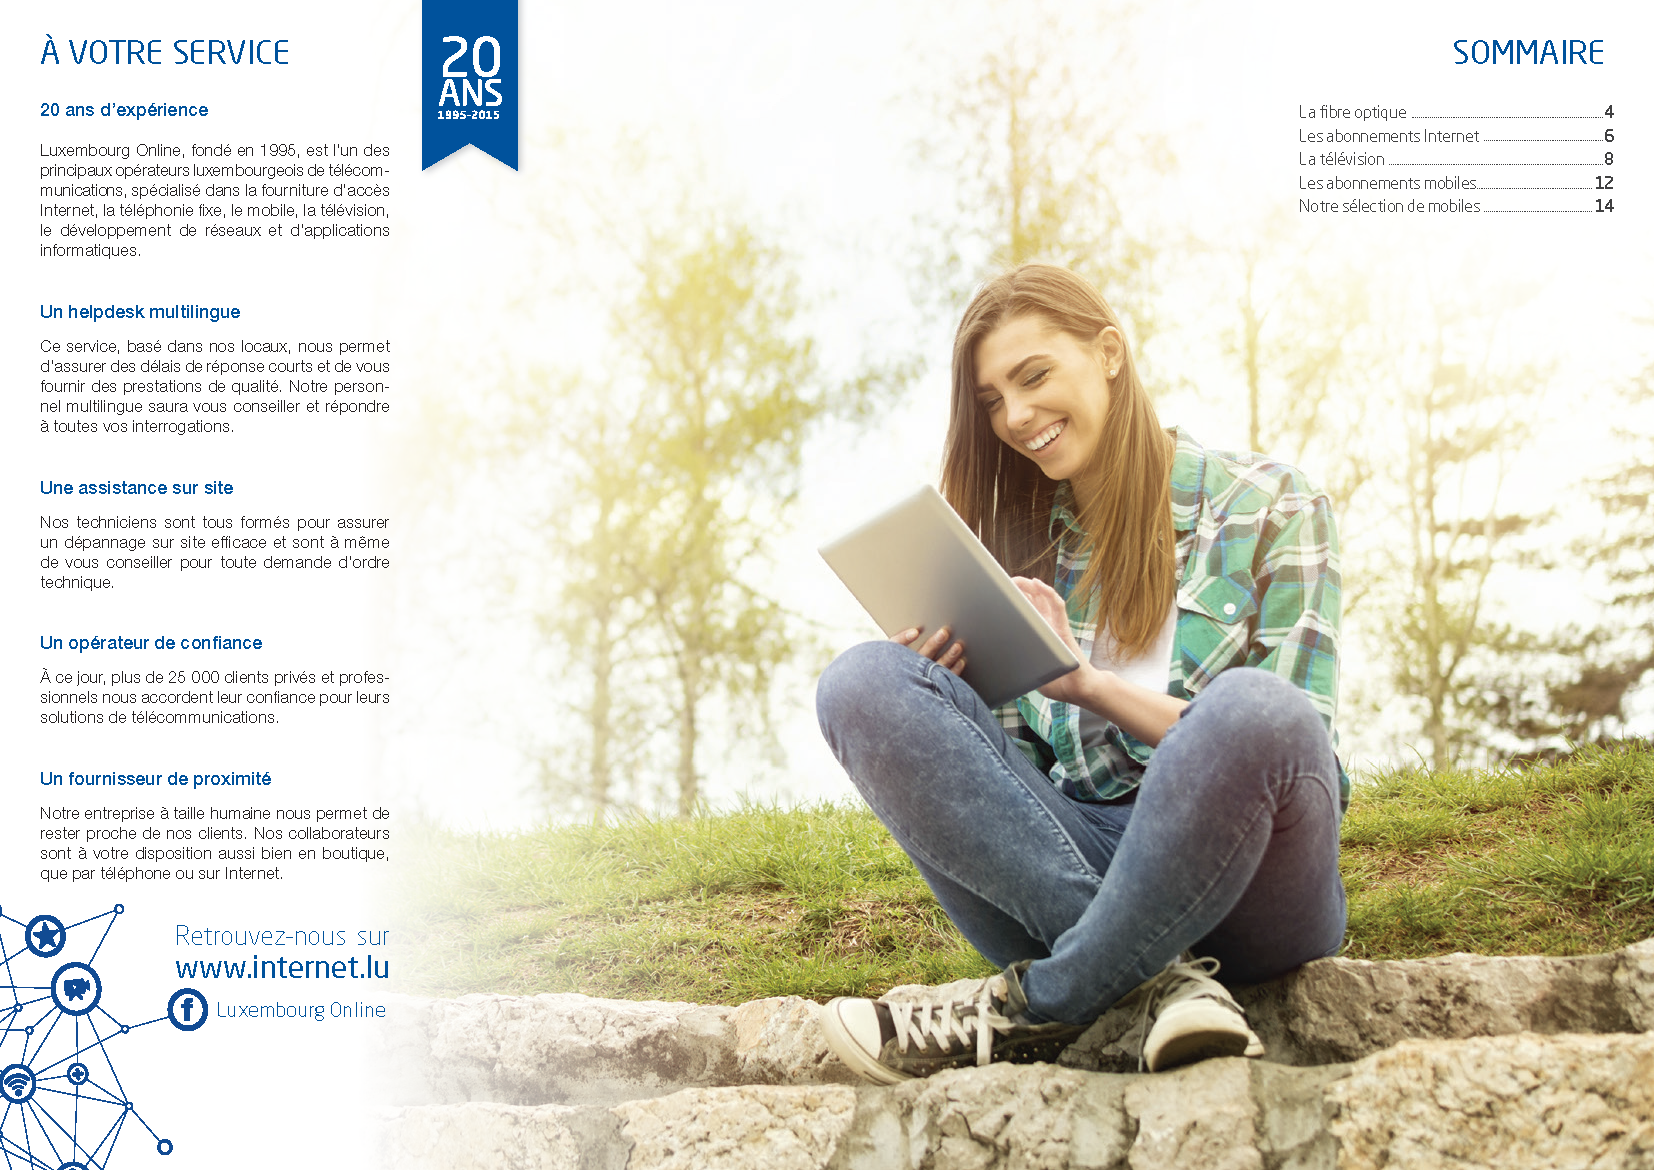 À VOTRE SERVICE
20 ans d'expérience
Luxembourg Online, fondé en 1995, est l'un des
principaux opérateurs luxembourgeois de télécom-
munications, spécialisé dans la fourniture d'accès
Internet, la téléphonie fixe, le mobile, la télévision,
le développement de réseaux et d'applications
informatiques.
Un helpdesk multilingue
Ce service, basé dans nos locaux, nous permet
d'assurer des délais de réponse courts et de vous
fournir des prestations de qualité. Notre person-
nel multilingue saura vous conseiller et répondre
à toutes vos interrogations.
Une assistance sur site
Nos techniciens sont tous formés pour assurer
un dépannage sur site efficace et sont à même
de vous conseiller pour toute demande d'ordre
technique.
Un opérateur de confiance
À ce jour, plus de 25 000 clients privés et profes-
sionnels nous accordent leur confiance pour leurs
solutions de télécommunications.
Un fournisseur de proximité
Notre entreprise à taille humaine nous permet de
rester proche de nos clients. Nos collaborateurs
sont à votre disposition aussi bien en boutique,
que par téléphone ou sur Internet.
Retrouvez-nous sur
www.internet.lu
f Luxembourg Online
20
ANS
1995-2015
SOMMAIRE
La fibre optique 4
Les abonnements Internet 6
La télévision 8
Les abonnements mobiles 12
Notre sélection de mobiles 14